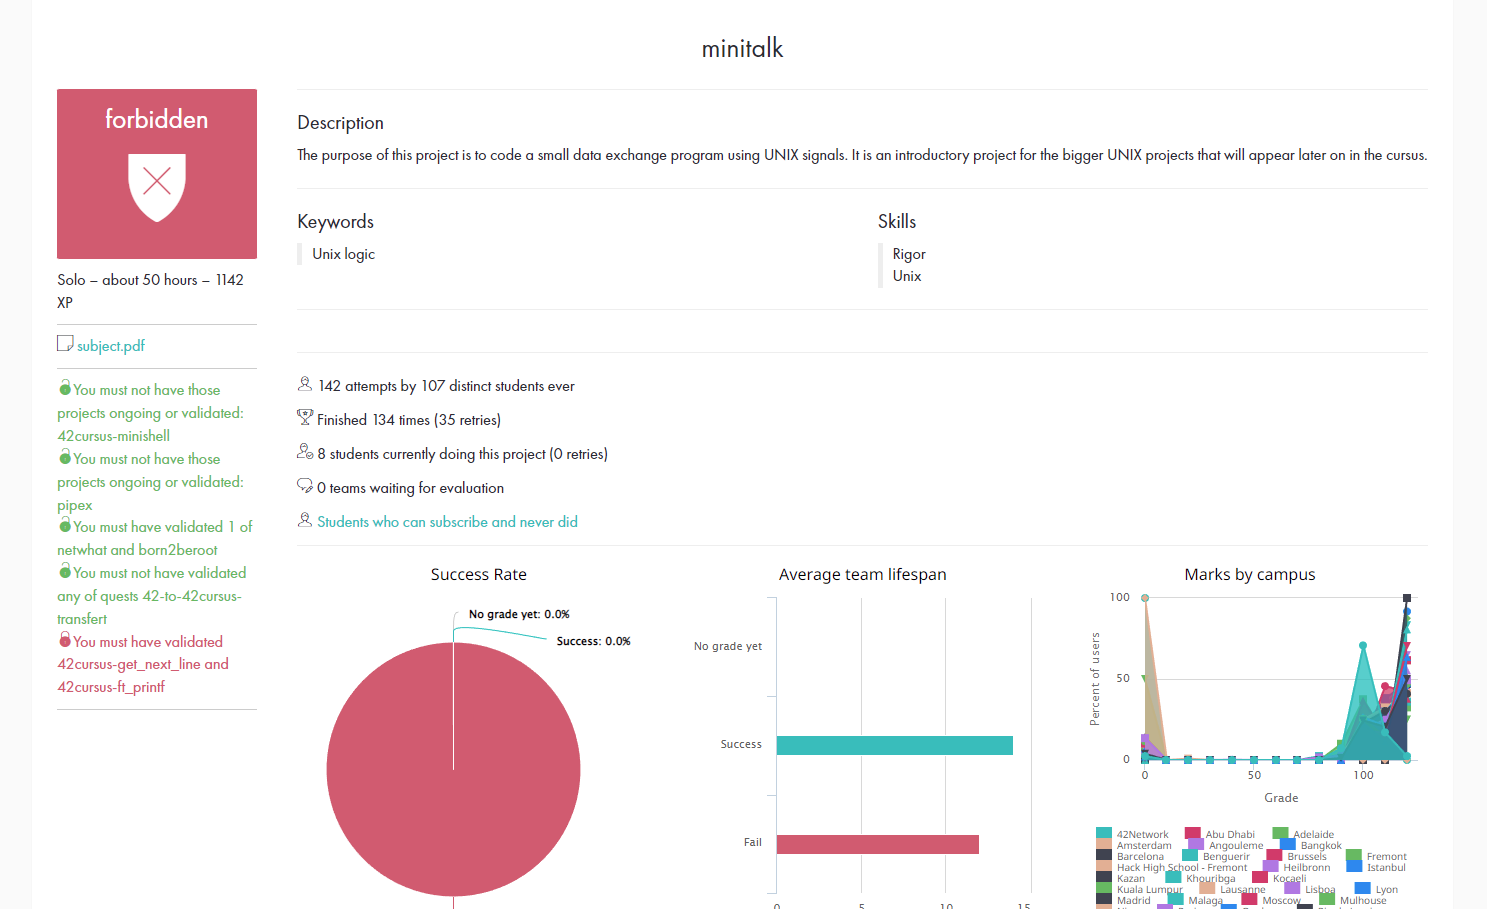 minitalk
forbidden
Solo – about 50 hours – 1142
XP
subject.pdf
You must not have those
projects ongoing or validated:
42cursus-minishell
You must not have those
projects ongoing or validated:
pipex
You must have validated 1 of
netwhat and born2beroot
You must not have validated
any of quests 42-to-42cursus-
transfert
You must have validated
42cursus-get_next_line and
42cursus-ft_printf
Description
The purpose of this project is to code a small data exchange program using UNIX signals. It is an introductory project for the bigger UNIX projects that will appear later on in the cursus.
Keywords
Unix logic
Skills
Rigor
Unix
142 attempts by 107 distinct students ever
Finished 134 times (35 retries)
8 students currently doing this project (0 retries)
0 teams waiting for evaluation
Students who can subscribe and never did
Success Rate
No grade yet: 0.0%
Success: 0.0%
Average team lifespan
No grade yet
Success
Fail
0 5 10 15
Marks by campus
Percent of users
100
50
0
0 50 100
Grade
42Network Abu Dhabi Adelaide
Amsterdam Angouleme Bangkok
Barcelona Benguerir Brussels Fremont
Hack High School - Fremont Heilbronn Istanbul
Kazan Khouribga Kocaeli
Kuala Lumpur Lausanne Lisboa Lyon
Madrid Malaga Moscow Mulhouse